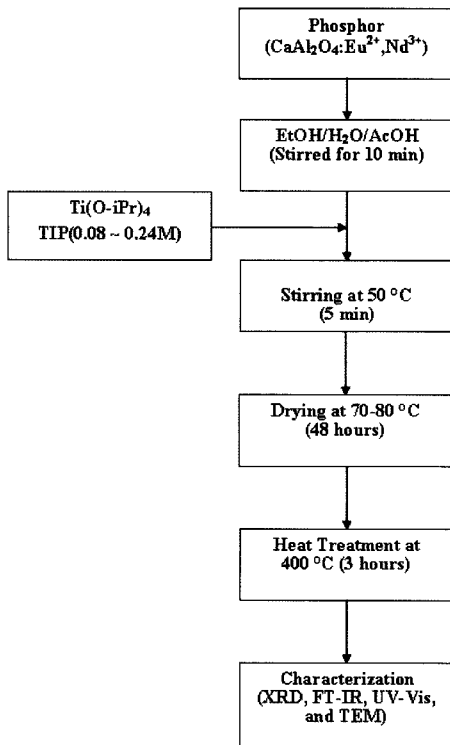 Phosphor
(CaAl₂O₄:Eu²⁺,Nd³⁺)
EtOH/H₂O/AcOH
(Stirred for 10 min)
Ti(O-iPr)₄
TIP(0.08 ~ 0.24M)
Stirring at 50 °C
(5 min)
Drying at 70-80 °C
(48 hours)
Heat Treatment at
400 °C (3 hours)
Characterization
(XRD, FT-IR, UV-Vis,
and TEM)